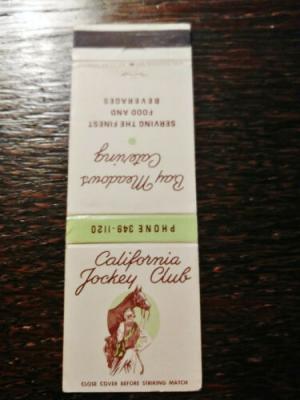 California
Jockey Club
CLOSE COVER BEFORE STRIKING MATCH
PHONE 349-1120
Bay Meadows
Catering
SERVING THE FINEST
FOOD AND
BEVERAGES